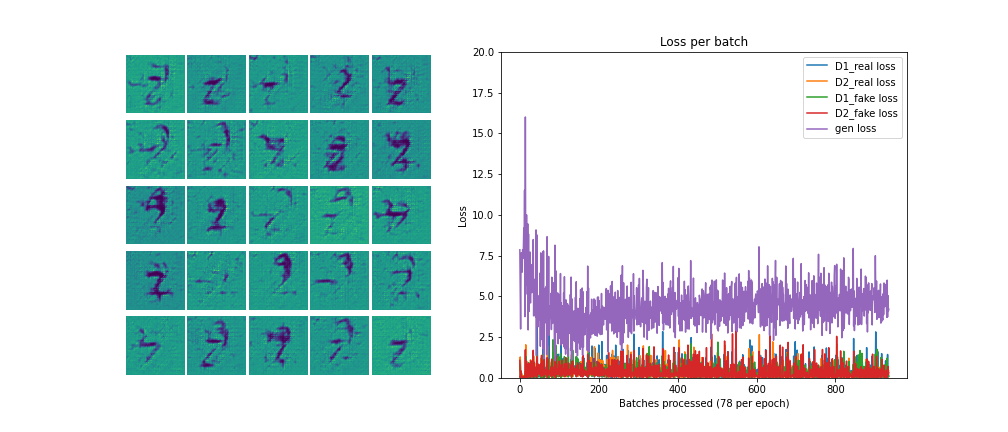 Loss per batch
20.0
17.5
15.0
12.5
10.0
7.5
5.0
2.5
0.0
Loss
D1_real loss
D2_real loss
D1_fake loss
D2_fake loss
gen loss
0
200
400
600
800
Batches processed (78 per epoch)